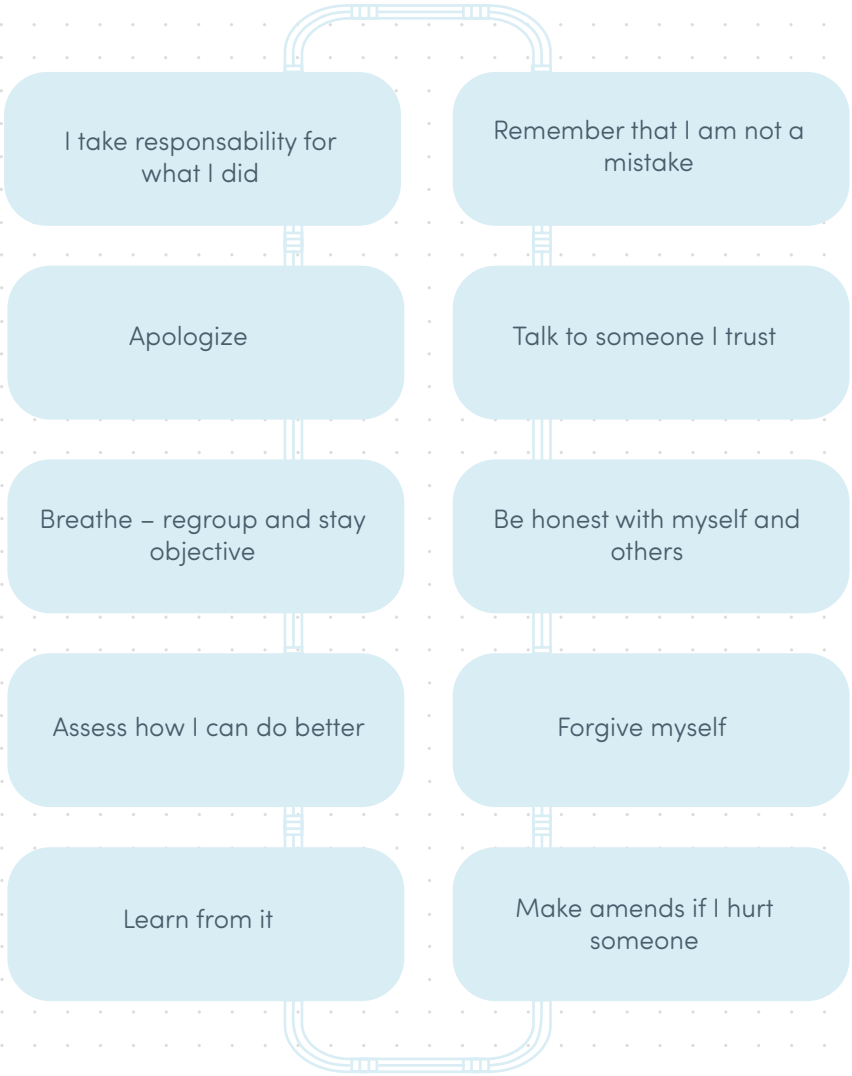 I take responsability for
what I did
Remember that I am not a
mistake
Apologize
Talk to someone I trust
Breathe – regroup and stay
objective
Be honest with myself and
others
Assess how I can do better
Forgive myself
Learn from it
Make amends if I hurt
someone